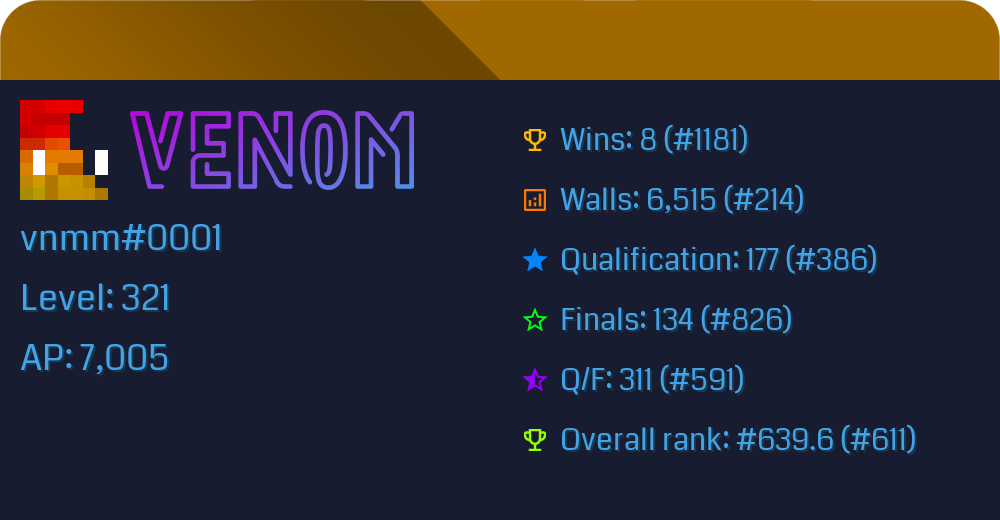 VENOM
vnmm#0001
Level: 321
AP: 7,005
Wins: 8 (#1181)
Walls: 6,515 (#214)
Qualification: 177 (#386)
Finals: 134 (#826)
Q/F: 311 (#591)
Overall rank: #639.6 (#611)